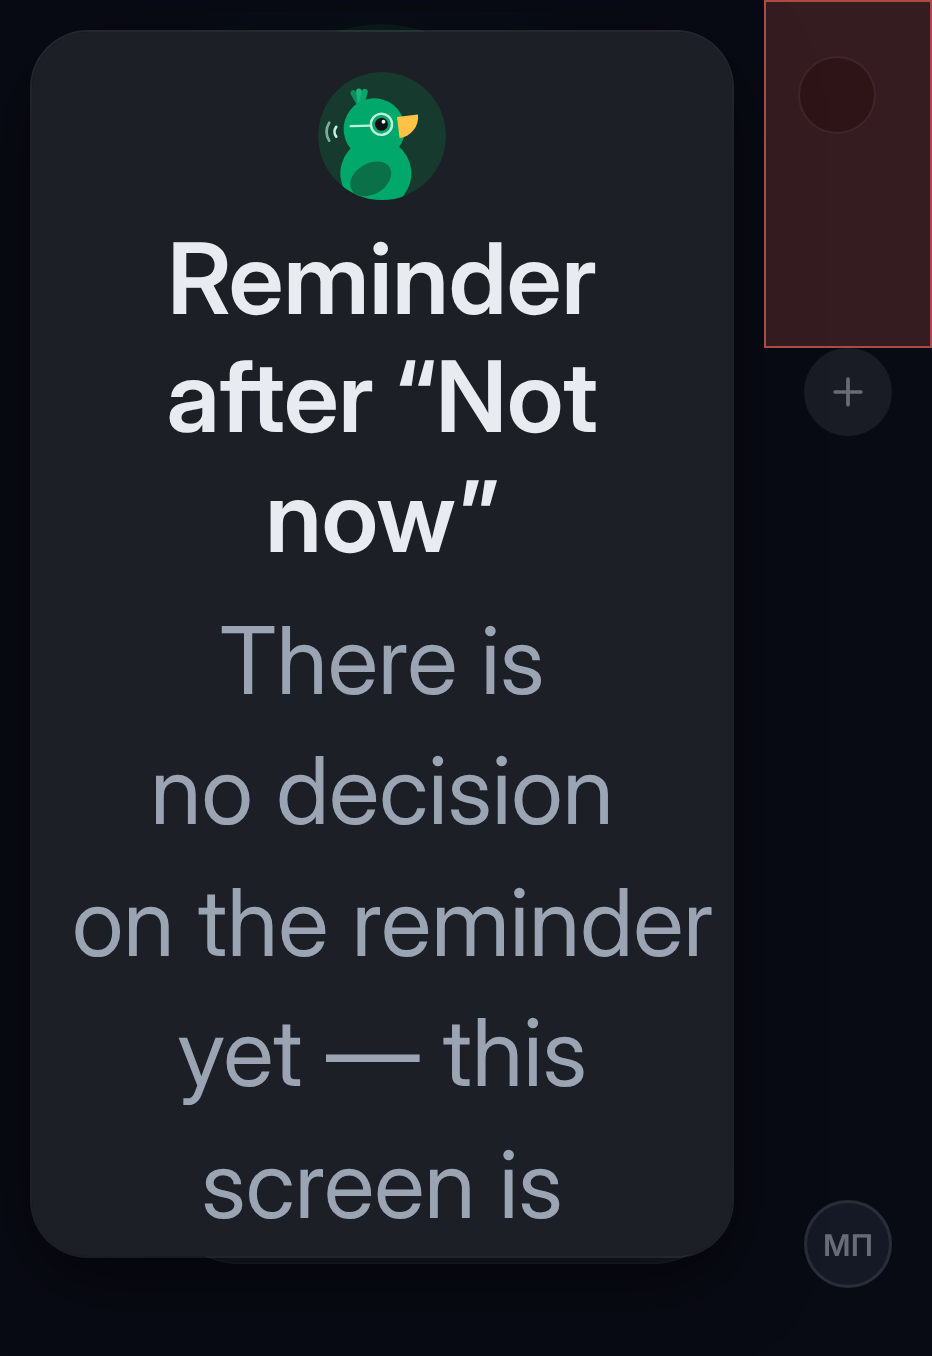 Reminder
after “Not
now”
There is
no decision
on the reminder
yet — this
screen is
МП